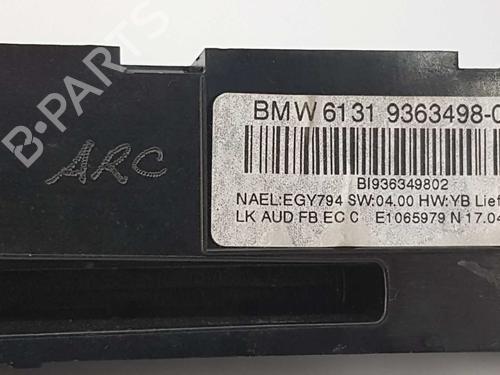 B-PARTS
ARC
BMW 6131 9363498-0
BI936349802
NAEL:EGY794 SW:04.00 HW:YB Lief
LK AUD FB EC C E1065979 N 17.04